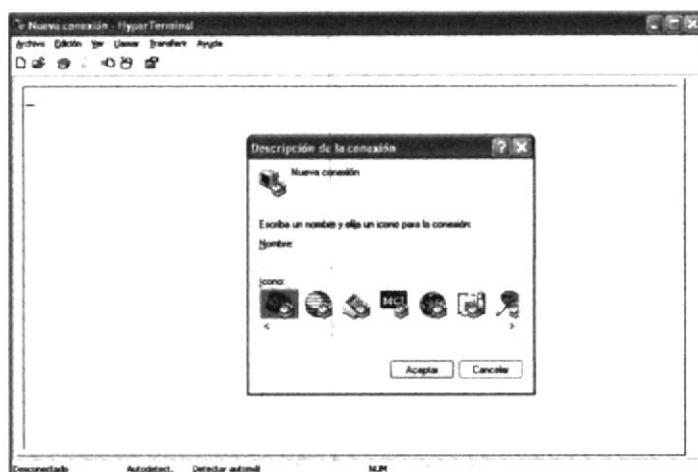 Nueva conexión - HyperTerminal
Archivo Edición Ver Llamar Transferir Ayuda
Descripción de la conexión
Nueva conexión
Escriba un nombre y elija un icono para la conexión:
Nombre:
Icono:
MCI
< >
Aceptar Cancelar
Desconectado Autodetect. Detectar automát NUM